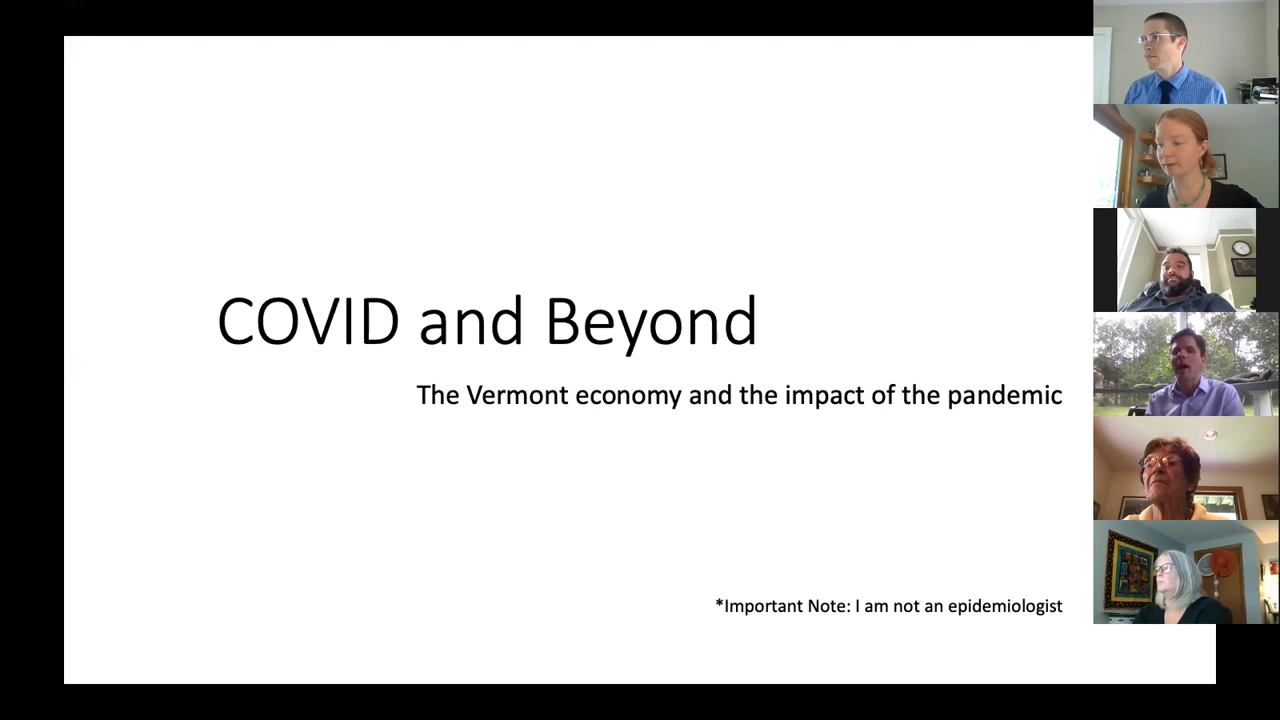 COVID and Beyond
The Vermont economy and the impact of the pandemic
*Important Note: I am not an epidemiologist